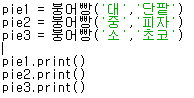 pie1 = 붕어빵('대','단팥')
pie2 = 붕어빵('중','피자')
pie3 = 붕어빵('소','초코')
pie1.print()
pie2.print()
pie3.print()